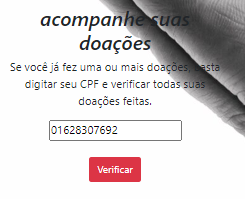 acompanhe suas
doações
Se você já fez uma ou mais doações, basta
digitar seu CPF e verificar todas suas
doações feitas.
01628307692
Verificar